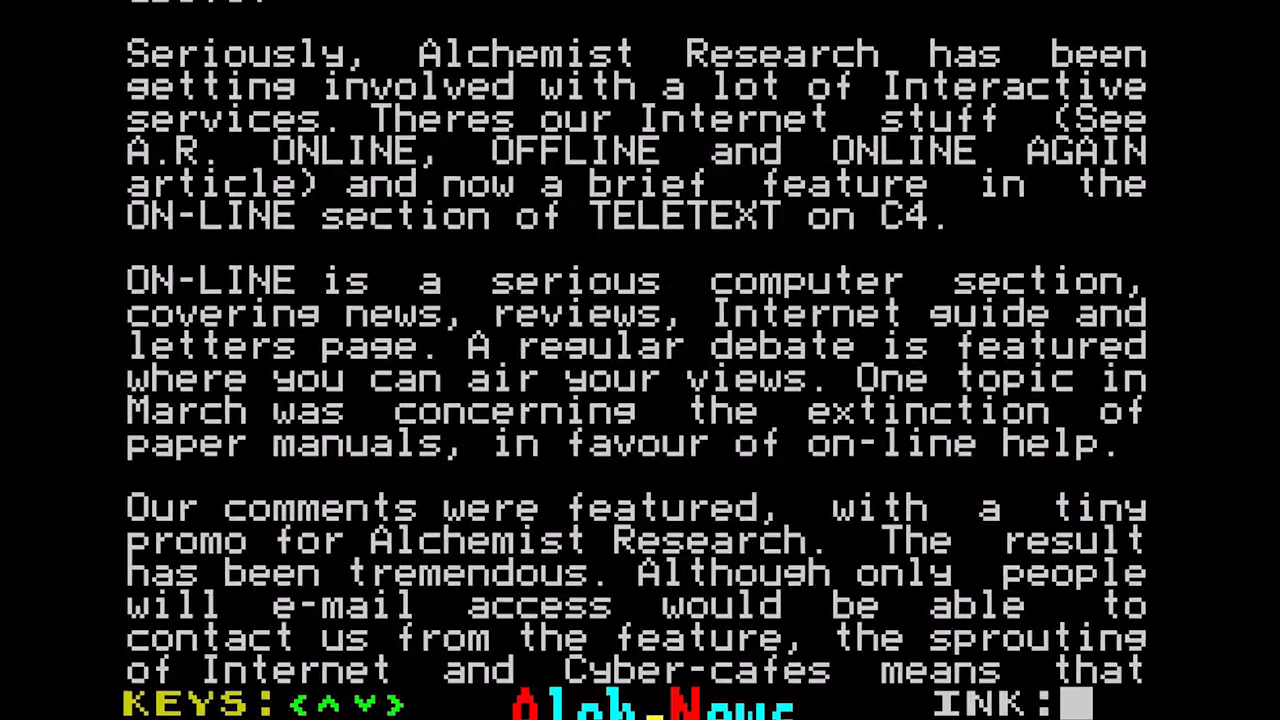 Seriously, Alchemist Research has been
getting involved with a lot of Interactive
services. Theres our Internet stuff (See
A.R. ONLINE, OFFLINE and ONLINE AGAIN
article) and now a brief feature in the
ON-LINE section of TELETEXT on C4.
ON-LINE is a serious computer section,
covering news, reviews, Internet guide and
letters page. A regular debate is featured
where you can air your views. One topic in
March was concerning the extinction of
paper manuals, in favour of on-line help.
Our comments were featured, with a tiny
promo for Alchemist Research. The result
has been tremendous. Although only people
will e-mail access would be able to
contact us from the feature, the sprouting
of Internet and Cyber-cafes means that
KEYS:<^v> Alch-News INK: